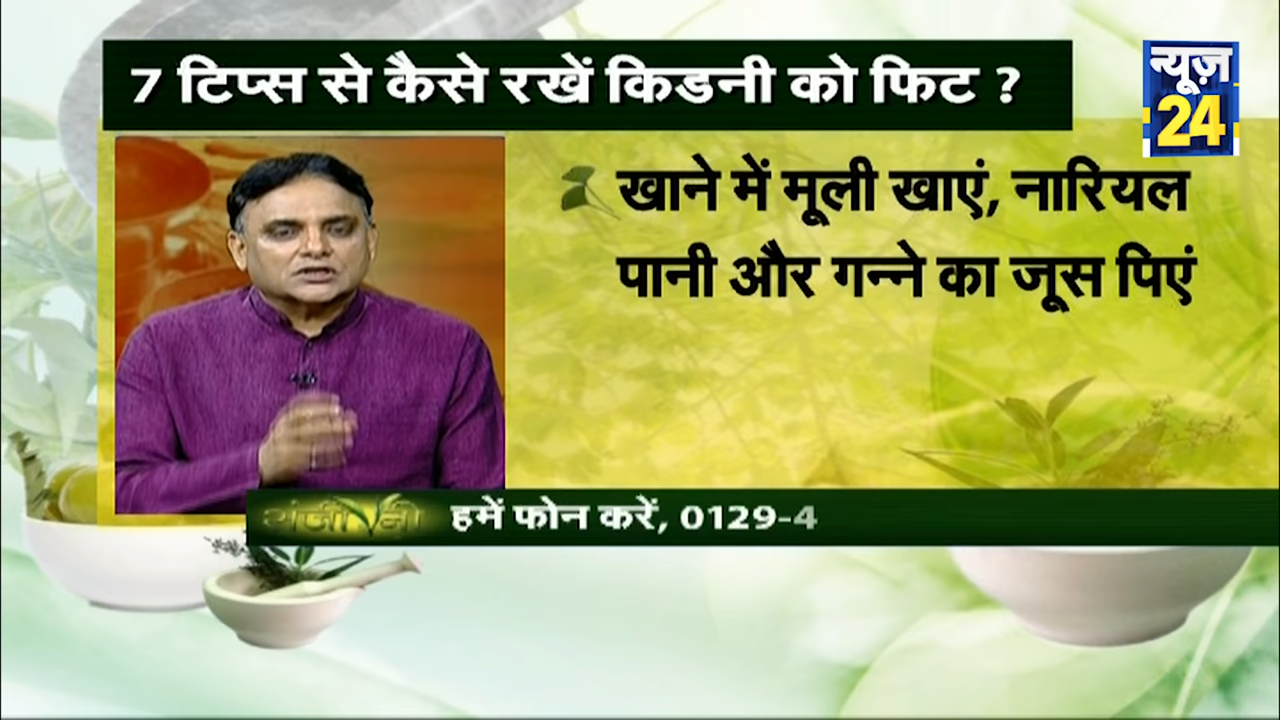 7 टिप्स से कैसे रखें किडनी को फिट ?
न्यूज़
24
खाने में मूली खाएं, नारियल
पानी और गन्ने का जूस पिएं
संजीवनी
हमें फोन करें, 0129-4